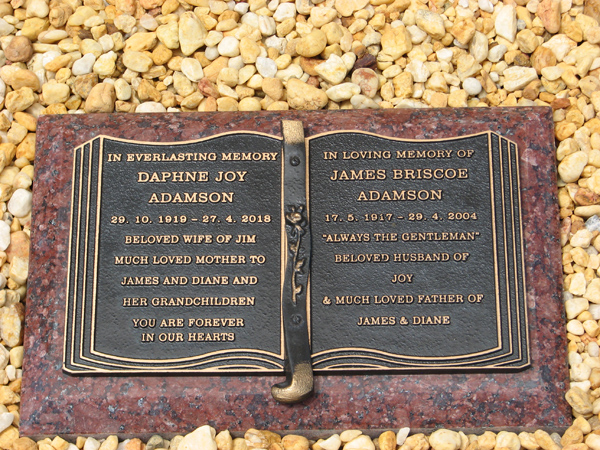 IN EVERLASTING MEMORY
DAPHNE JOY
ADAMSON
29. 10. 1919 - 27. 4. 2018
BELOVED WIFE OF JIM
MUCH LOVED MOTHER TO
JAMES AND DIANE AND
HER GRANDCHILDREN
YOU ARE FOREVER
IN OUR HEARTS
IN LOVING MEMORY OF
JAMES BRISCOE
ADAMSON
17. 5. 1917 - 29. 4. 2004
"ALWAYS THE GENTLEMAN"
BELOVED HUSBAND OF
JOY
& MUCH LOVED FATHER OF
JAMES & DIANE